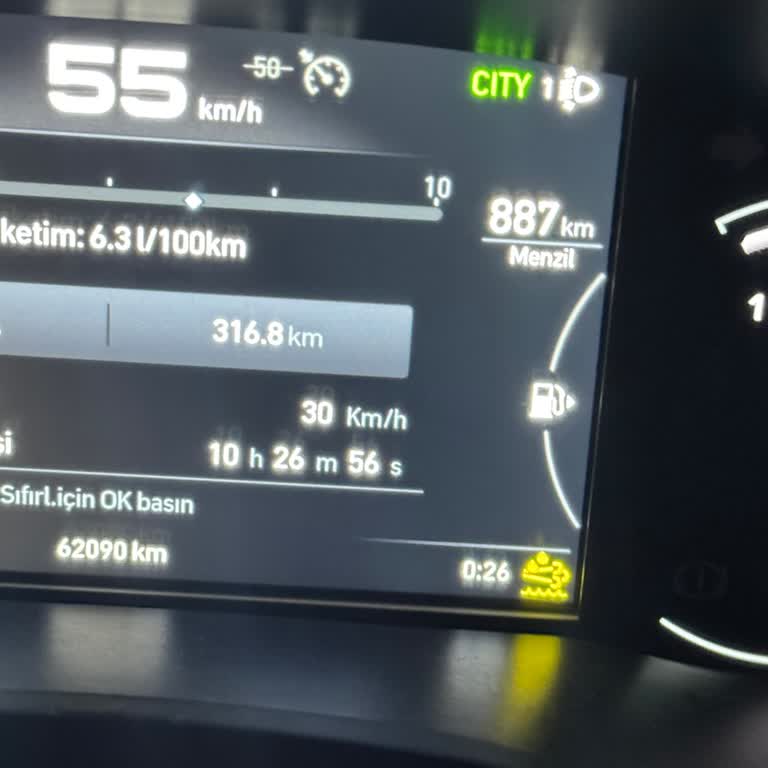 55 km/h
50
CITY 1
10
887 km
Menzil
ketim: 6.3 l/100km
316.8 km
30 Km/h
si
10 h 26 m 56 s
Sıfırl.için OK basın
62090 km
0:26
1